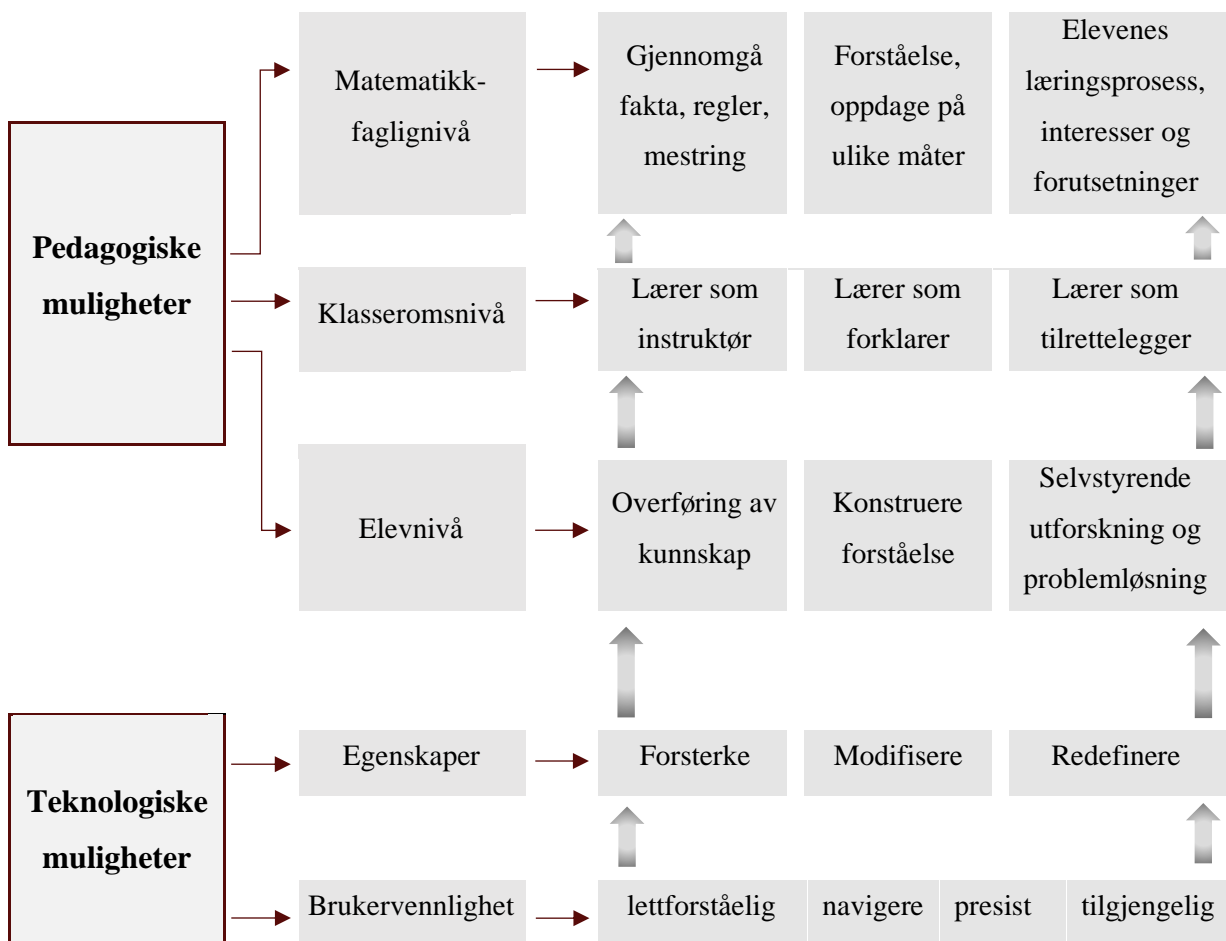 Pedagogiske
muligheter
Matematikk-
faglignivå
Gjennomgå
fakta, regler,
mestring
Forståelse,
oppdage på
ulike måter
Elevenes
læringsprosess,
interesser og
forutsetninger
Klasseromsnivå
Lærer som
instruktør
Lærer som
forklarer
Lærer som
tilrettelegger
Elevnivå
Overføring av
kunnskap
Konstruere
forståelse
Selvstyrende
utforskning og
problemløsning
Teknologiske
muligheter
Egenskaper
Forsterke
Modifisere
Redefinere
Brukervennlighet
lettforståelig
navigere
presist
tilgjengelig